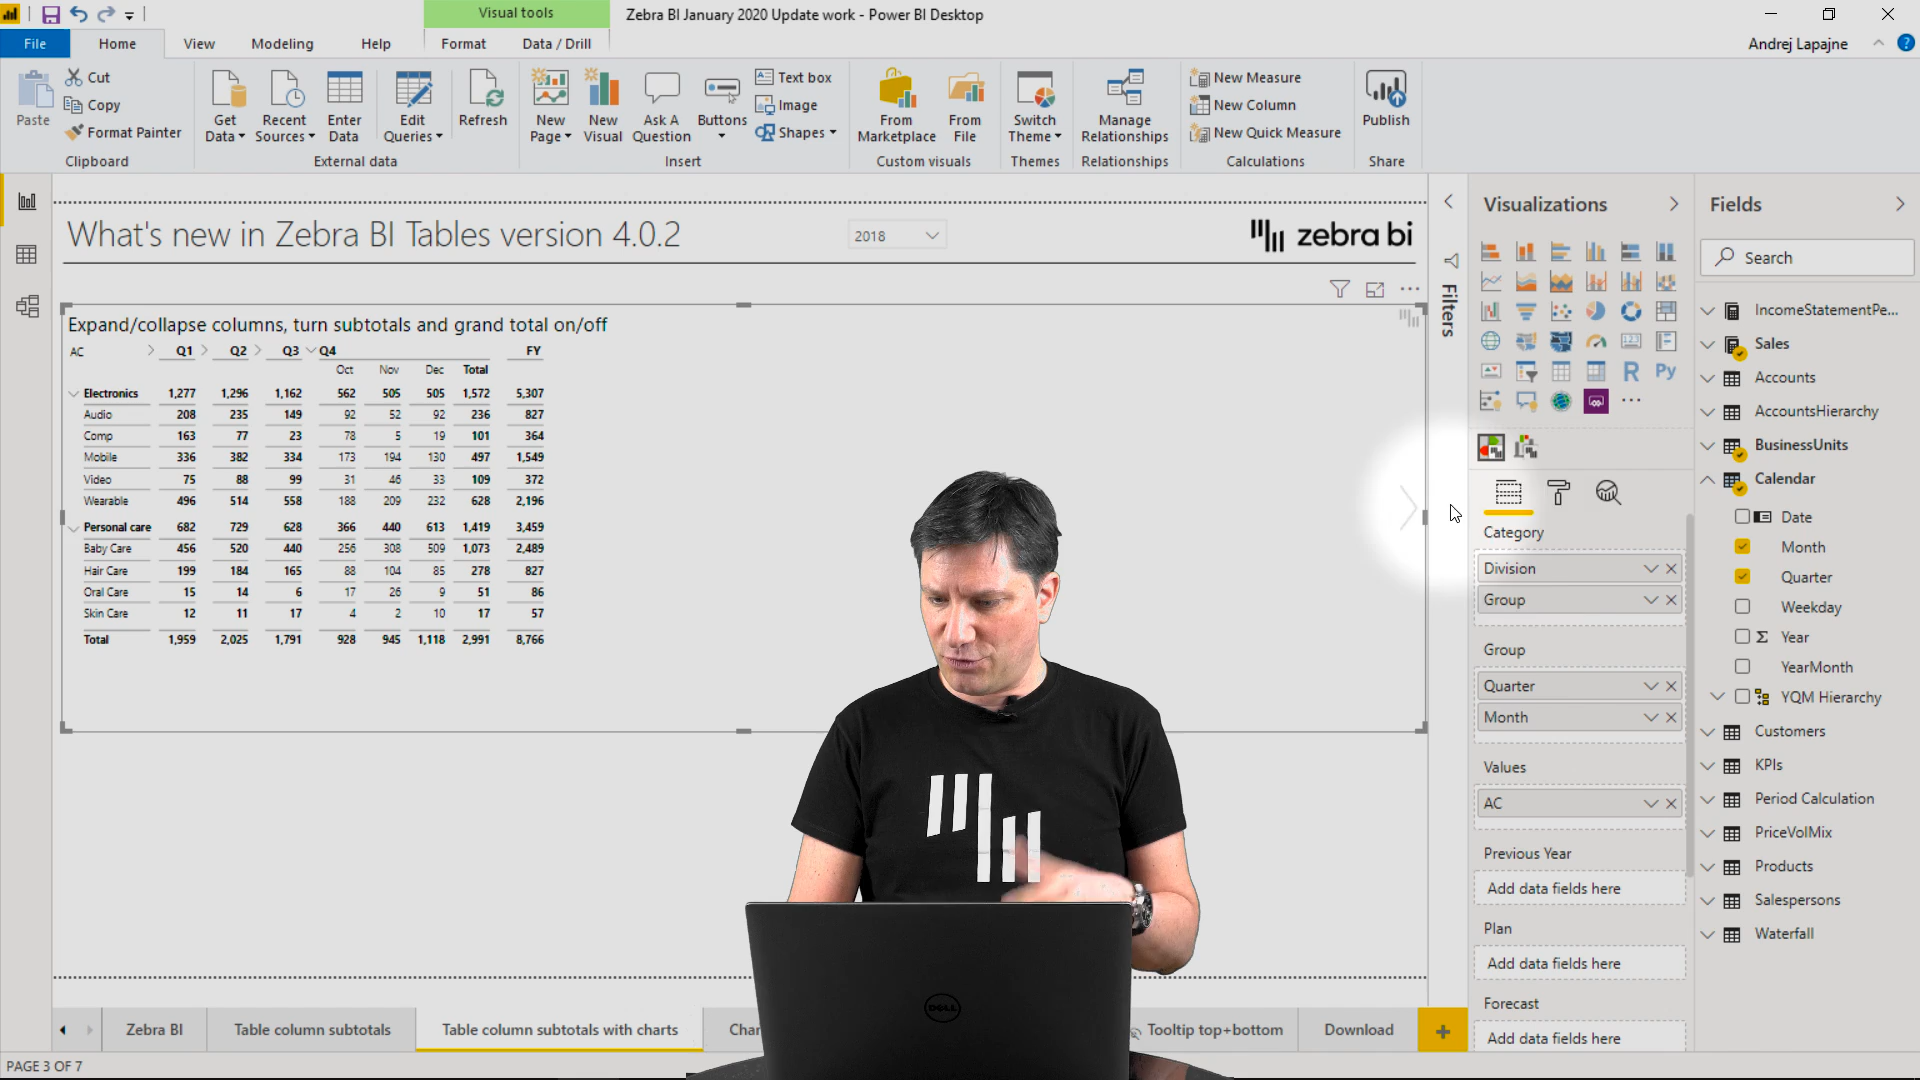 Visual tools
Zebra BI January 2020 Update work - Power BI Desktop
File Home View Modeling Help Format Data / Drill
Andrej Lapajne
Paste
Cut
Copy
Format Painter
Clipboard
Get Data
Recent Sources
Enter Data
Edit Queries
Refresh
External data
New Page
New Visual
Ask A Question
Buttons
Text box
Image
Shapes
Insert
From Marketplace
From File
Custom visuals
Switch Theme
Themes
Manage Relationships
Relationships
New Measure
New Column
New Quick Measure
Calculations
Publish
Share
What's new in Zebra BI Tables version 4.0.2
2018
zebra bi
Expand/collapse columns, turn subtotals and grand total on/off
AC Q1 Q2 Q3 Q4 FY
Oct Nov Dec Total
Electronics 1,277 1,296 1,162 562 505 505 1,572 5,307
Audio 208 235 149 92 52 92 236 827
Comp 163 77 23 78 5 19 101 364
Mobile 336 382 334 173 194 130 497 1,549
Video 75 88 99 31 46 33 109 372
Wearable 496 514 558 188 209 232 628 2,196
Personal care 682 729 628 366 440 613 1,419 3,459
Baby Care 456 520 440 256 308 509 1,073 2,489
Hair Care 199 184 165 88 104 85 278 827
Oral Care 15 14 6 17 26 9 51 86
Skin Care 12 11 17 4 2 10 17 57
Total 1,959 2,025 1,791 928 945 1,118 2,991 8,766
Filters
Visualizations
R Py
Category
Division
Group
Group
Quarter
Month
Values
AC
Previous Year
Add data fields here
Plan
Add data fields here
Forecast
Add data fields here
Fields
Search
IncomeStatementPe...
Sales
Accounts
AccountsHierarchy
BusinessUnits
Calendar
Date
Month
Quarter
Weekday
Σ Year
YearMonth
YQM Hierarchy
Customers
KPIs
Period Calculation
PriceVolMix
Products
Salespersons
Waterfall
DELL
Zebra BI
Table column subtotals
Table column subtotals with charts
Char
Tooltip top+bottom
Download
PAGE 3 OF 7